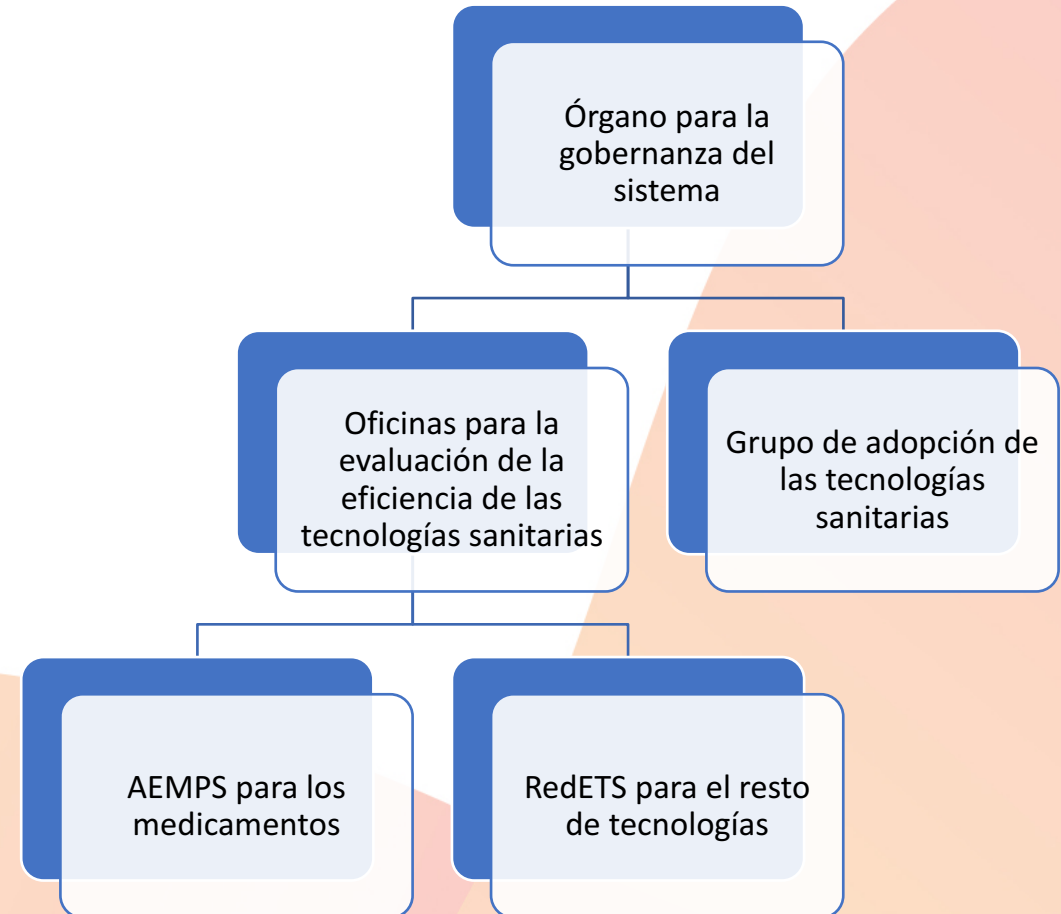 Órgano para la
gobernanza del
sistema
Oficinas para la
evaluación de la
eficiencia de las
tecnologías sanitarias
Grupo de adopción de
las tecnologías
sanitarias
AEMPS para los
medicamentos
RedETS para el resto
de tecnologías